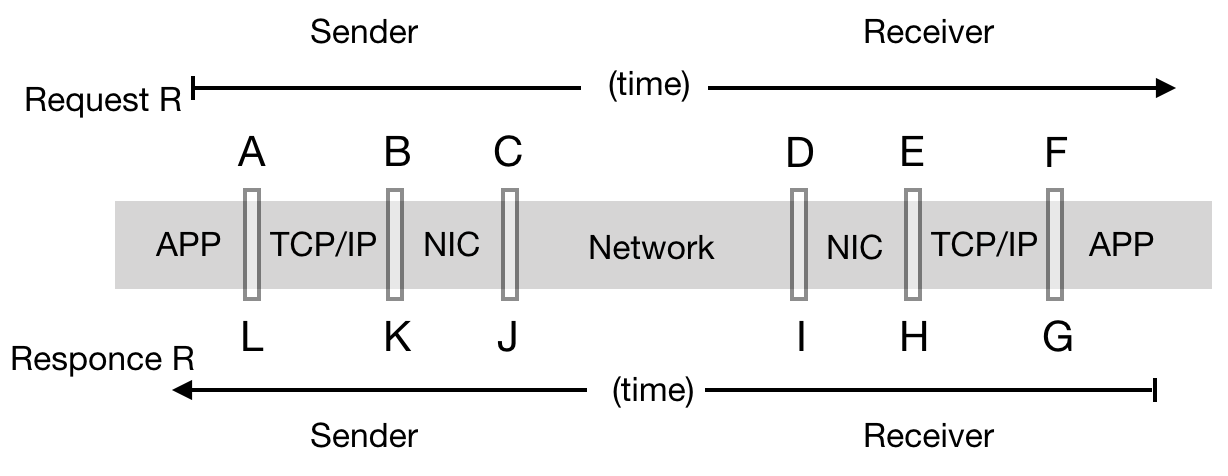 Sender Receiver
Request R (time)
A B C D E F
APP TCP/IP NIC Network NIC TCP/IP APP
L K J I H G
Responce R (time)
Sender Receiver